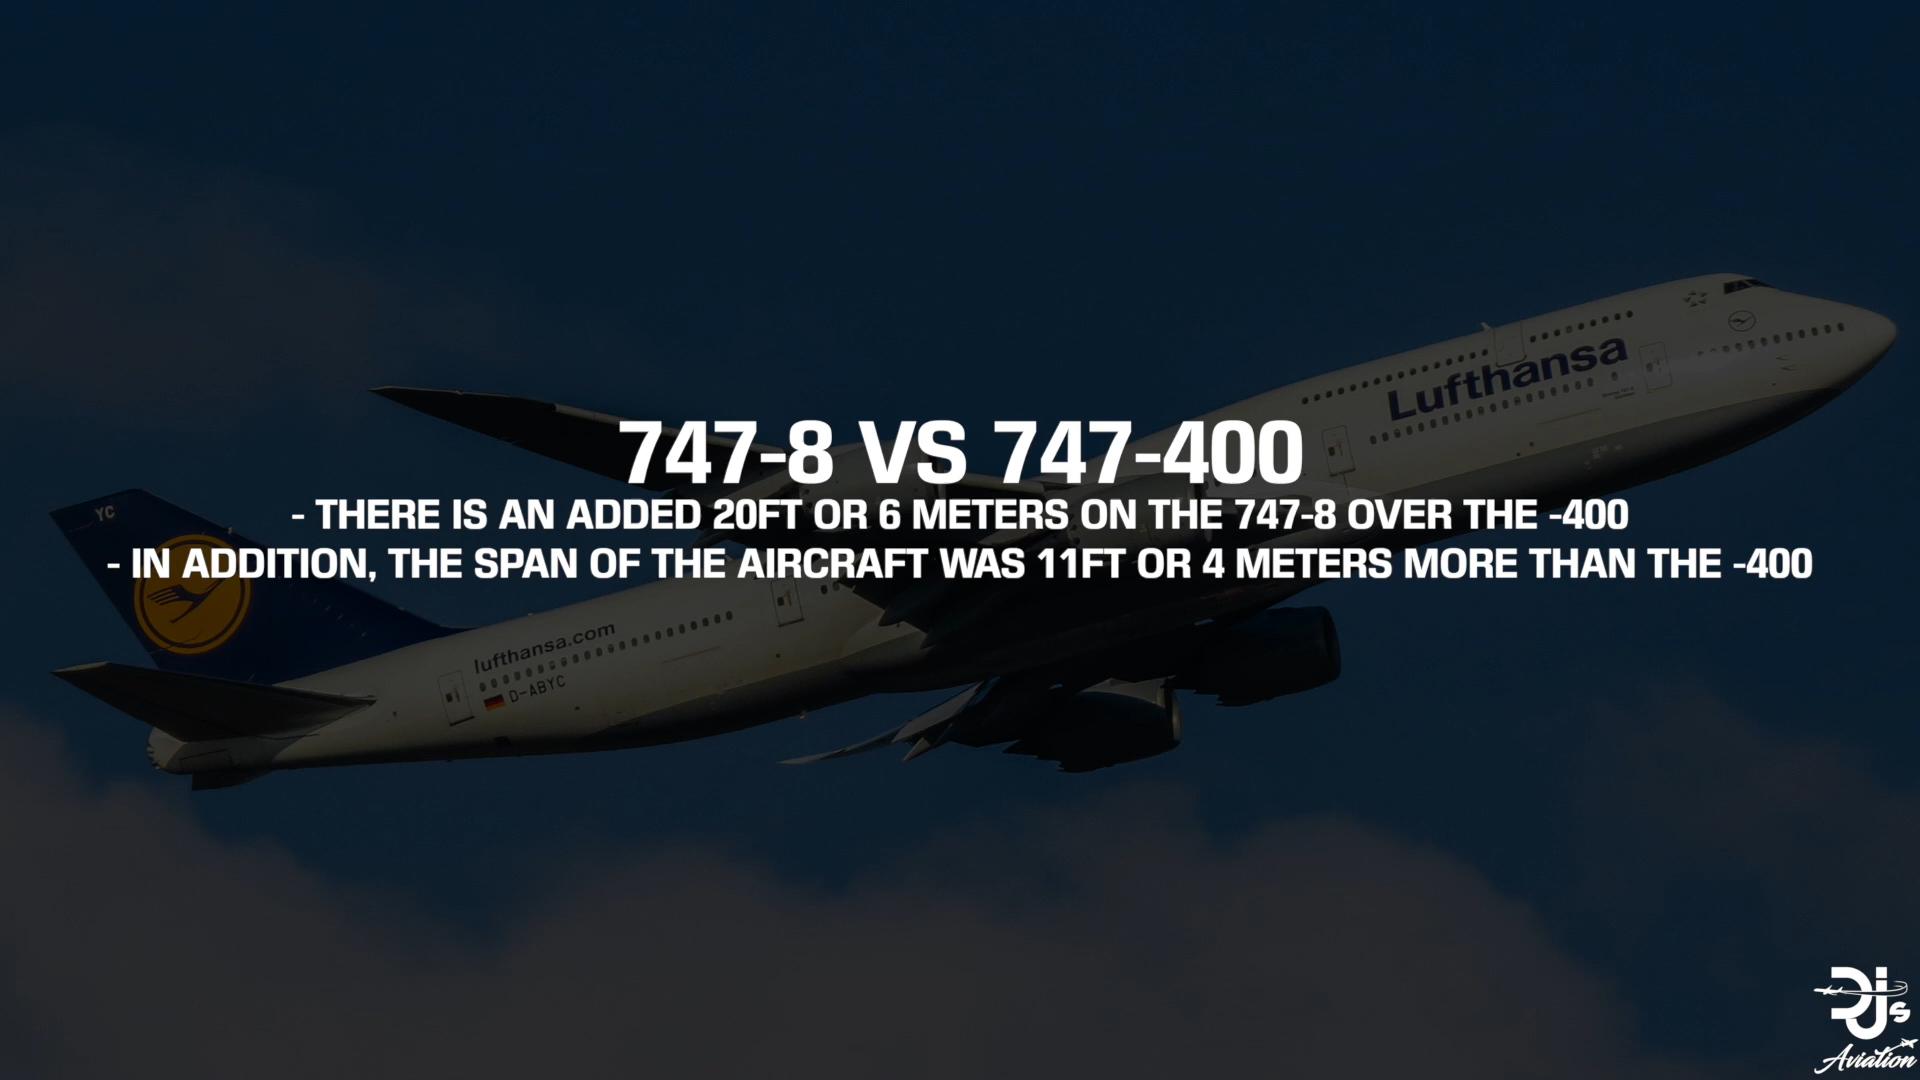 Lufthansa
747-8 VS 747-400
- THERE IS AN ADDED 20FT OR 6 METERS ON THE 747-8 OVER THE -400
- IN ADDITION, THE SPAN OF THE AIRCRAFT WAS 11FT OR 4 METERS MORE THAN THE -400
YC
lufthansa.com
D-ABYC
DJs
Aviation